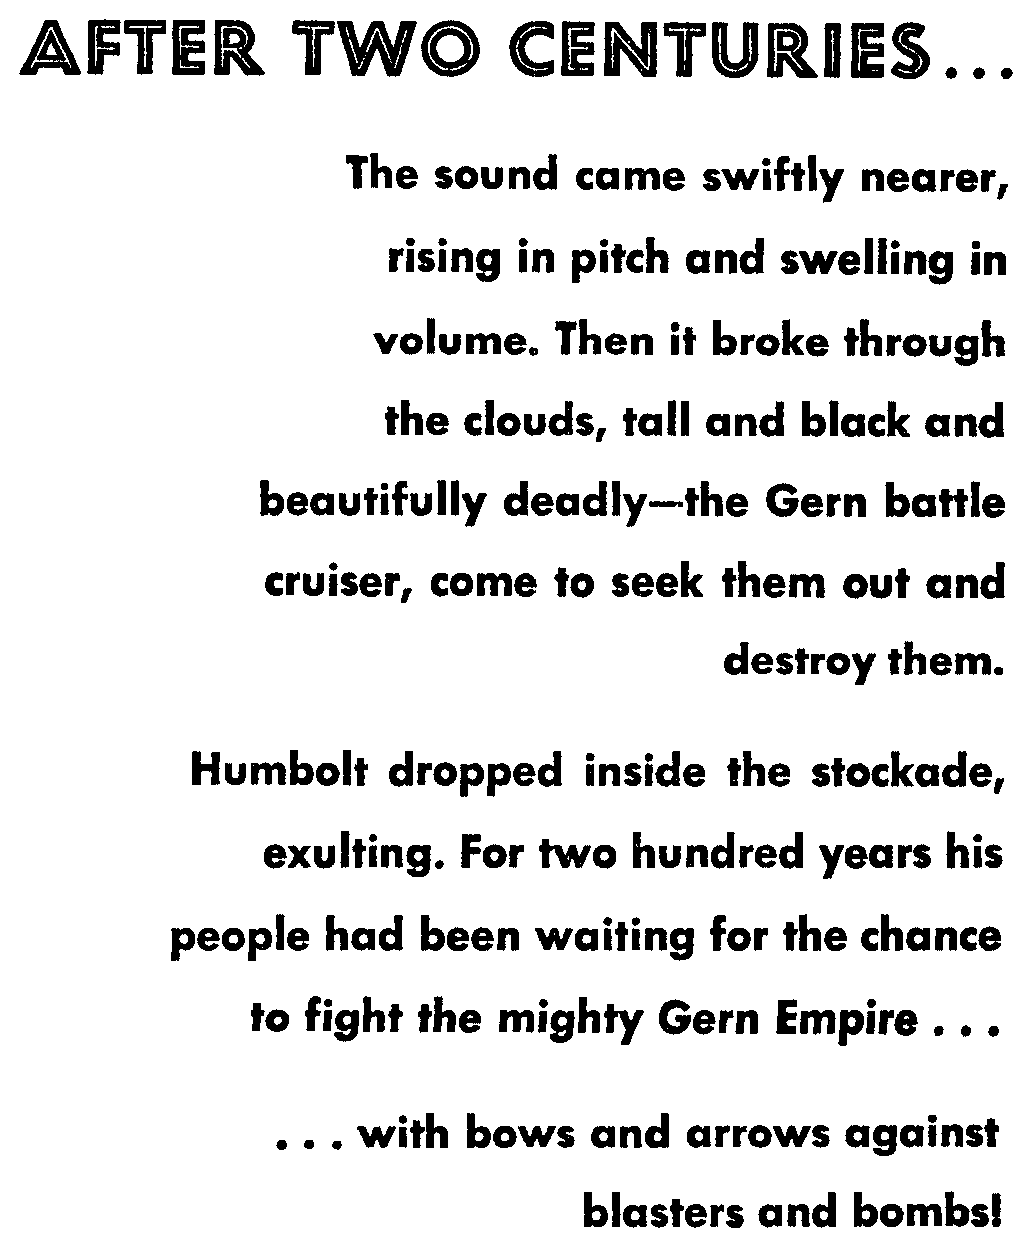 AFTER TWO CENTURIES...
The sound came swiftly nearer,
rising in pitch and swelling in
volume. Then it broke through
the clouds, tall and black and
beautifully deadly—the Gern battle
cruiser, come to seek them out and
destroy them.
Humbolt dropped inside the stockade,
exulting. For two hundred years his
people had been waiting for the chance
to fight the mighty Gern Empire . . .
. . . with bows and arrows against
blasters and bombs!